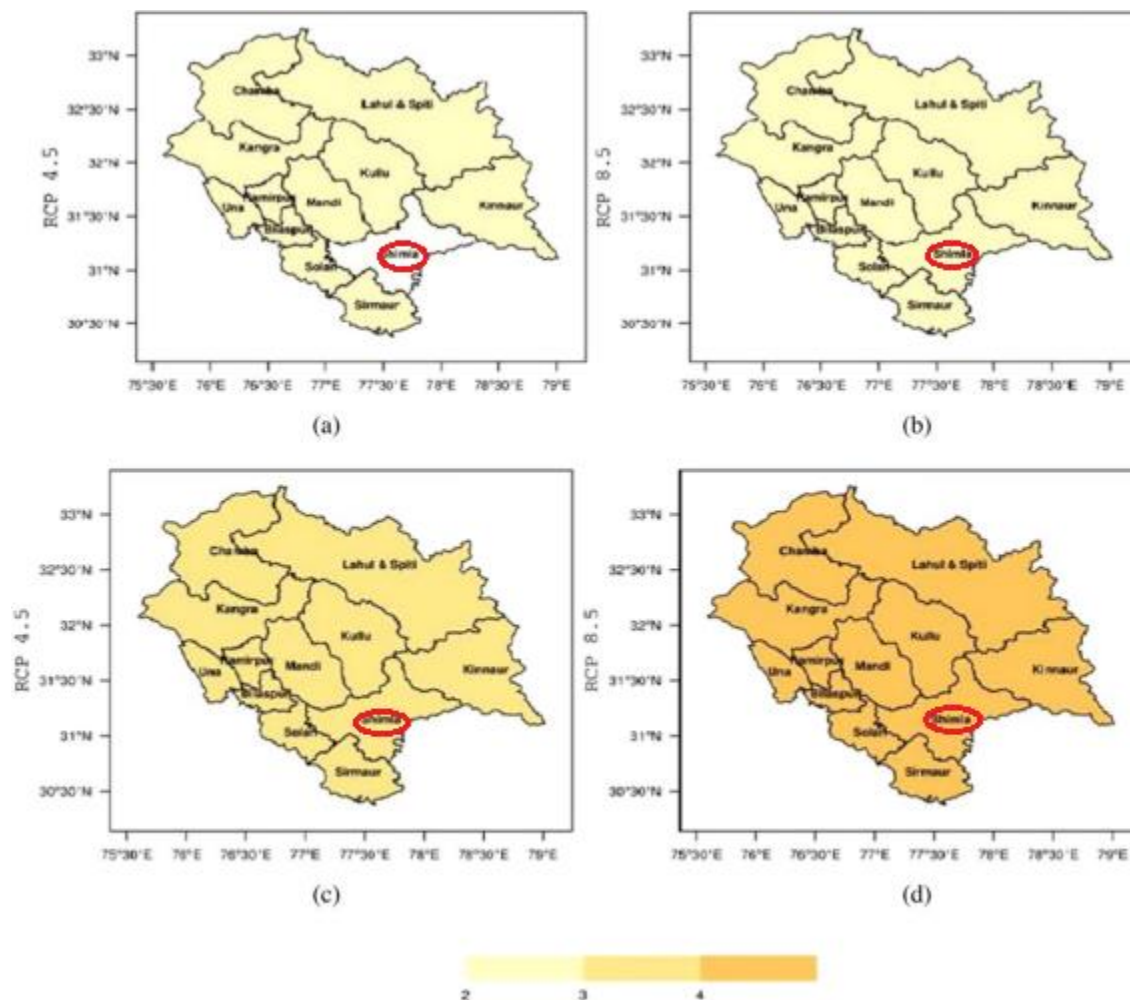 33°N
32°30'N
32°N
31°30'N
31°N
30°30'N
RCP 4.5
Chamba
Lahul & Spiti
Kangra
Kullu
Hamirpur
Una
Mandi
Kinnaur
Bilaspur
Shimla
Solan
Sirmaur
75°30'E 76°E 76°30'E 77°E 77°30'E 78°E 78°30'E 79°E
(a)
33°N
32°30'N
32°N
31°30'N
31°N
30°30'N
RCP 8.5
Chamba
Lahul & Spiti
Kangra
Kullu
Hamirpur
Una
Mandi
Kinnaur
Bilaspur
Shimla
Solan
Sirmaur
75°30'E 76°E 76°30'E 77°E 77°30'E 78°E 78°30'E 79°E
(b)
33°N
32°30'N
32°N
31°30'N
31°N
30°30'N
RCP 4.5
Chamba
Lahul & Spiti
Kangra
Kullu
Hamirpur
Una
Mandi
Kinnaur
Bilaspur
Shimla
Solan
Sirmaur
75°30'E 76°E 76°30'E 77°E 77°30'E 78°E 78°30'E 79°E
(c)
33°N
32°30'N
32°N
31°30'N
31°N
30°30'N
RCP 8.5
Chamba
Lahul & Spiti
Kangra
Kullu
Hamirpur
Una
Mandi
Kinnaur
Bilaspur
Shimla
Solan
Sirmaur
75°30'E 76°E 76°30'E 77°E 77°30'E 78°E 78°30'E 79°E
(d)
2 3 4